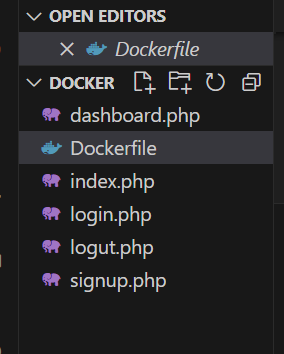 OPEN EDITORS
Dockerfile
DOCKER
dashboard.php
Dockerfile
index.php
login.php
logut.php
signup.php